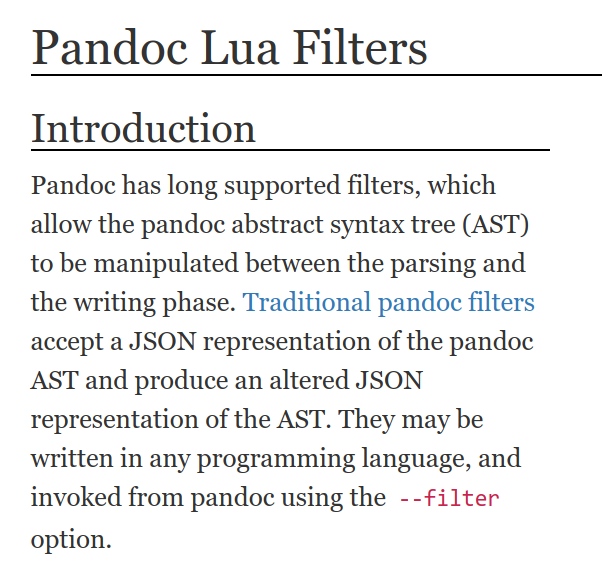 Pandoc Lua Filters
Introduction
Pandoc has long supported filters, which
allow the pandoc abstract syntax tree (AST)
to be manipulated between the parsing and
the writing phase. Traditional pandoc filters
accept a JSON representation of the pandoc
AST and produce an altered JSON
representation of the AST. They may be
written in any programming language, and
invoked from pandoc using the --filter
option.